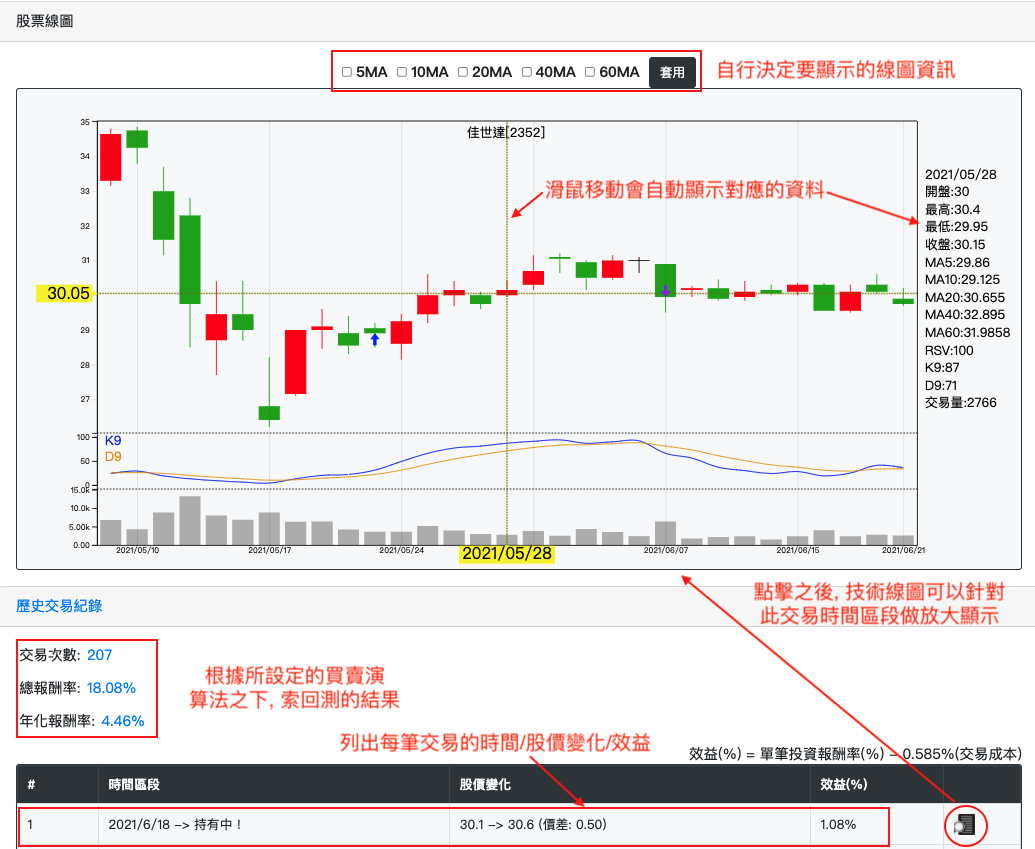 股票線圖
5MA 10MA 20MA 40MA 60MA 套用
自行決定要顯示的線圖資訊
佳世達[2352]
滑鼠移動會自動顯示對應的資料
35
34
33
32
31
30.05
29
28
27
2021/05/28
開盤:30
最高:30.4
最低:29.95
收盤:30.15
MA5:29.86
MA10:29.125
MA20:30.655
MA40:32.895
MA60:31.9858
RSV:100
K9:87
D9:71
交易量:2766
K9
D9
100
50
0
15.0k
10.0k
5.00k
0.00
2021/05/10 2021/05/17 2021/05/24 2021/05/28 2021/06/07 2021/06/15 2021/06/21
點擊之後, 技術線圖可以針對
此交易時間區段做放大顯示
歷史交易紀錄
交易次數: 207
總報酬率: 18.08%
年化報酬率: 4.46%
根據所設定的買賣演
算法之下, 索回測的結果
列出每筆交易的時間/股價變化/效益
效益(%) = 單筆投資報酬率(%) – 0.585%(交易成本)
# 時間區段 股價變化 效益(%)
1 2021/6/18 –> 持有中！ 30.1 –> 30.6 (價差: 0.50) 1.08%